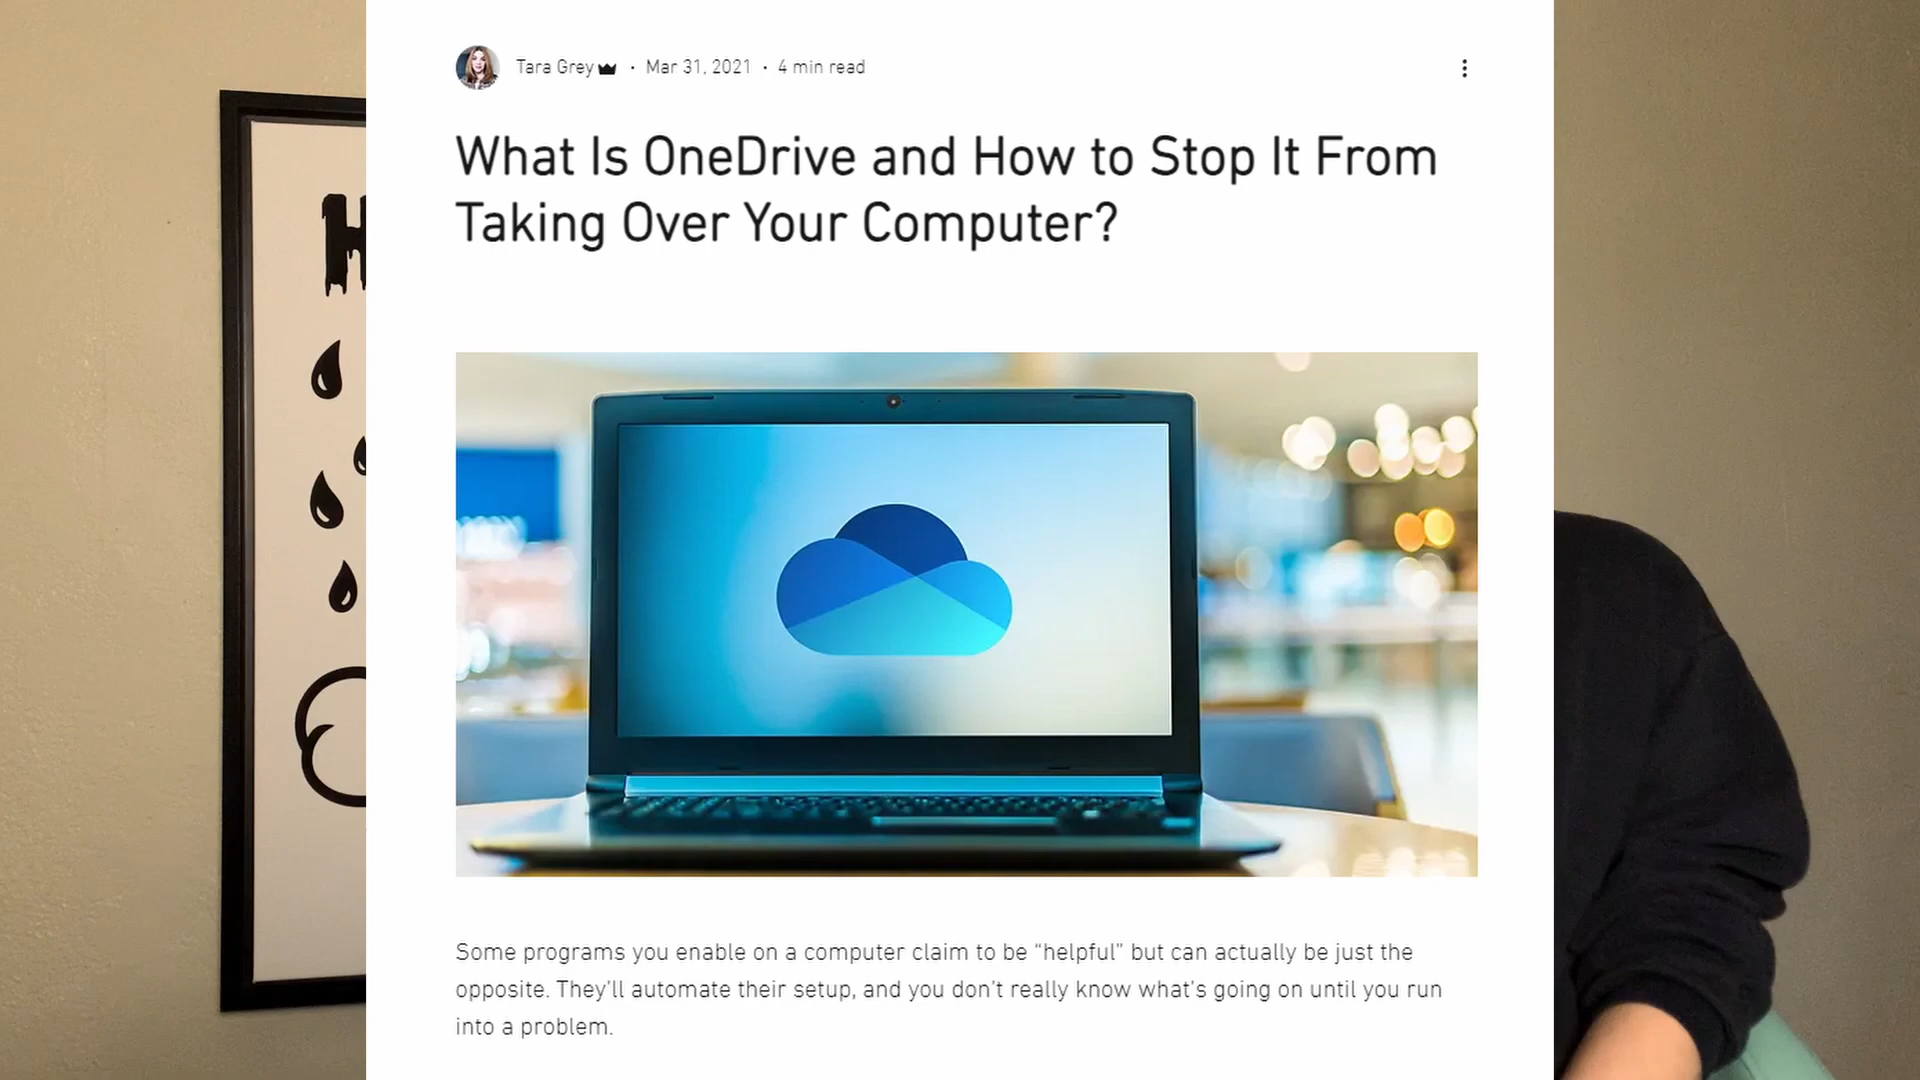 Tara Grey · Mar 31, 2021 · 4 min read
What Is OneDrive and How to Stop It From
Taking Over Your Computer?
Some programs you enable on a computer claim to be “helpful” but can actually be just the
opposite. They'll automate their setup, and you don't really know what's going on until you run
into a problem.
H